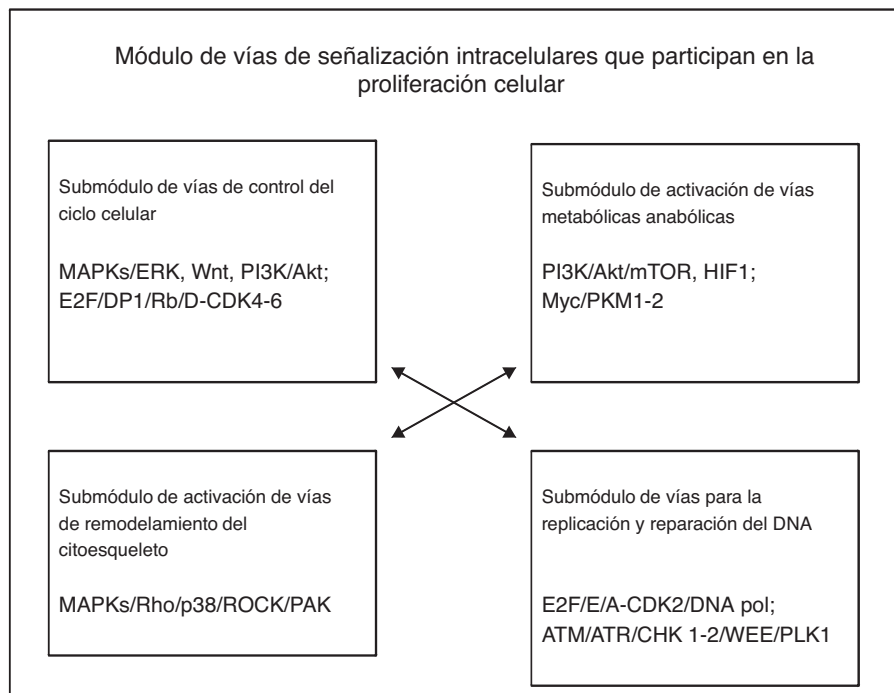 Módulo de vías de señalización intracelulares que participan en la
proliferación celular
Submódulo de vías de control del
ciclo celular
MAPKs/ERK, Wnt, PI3K/Akt;
E2F/DP1/Rb/D-CDK4-6
Submódulo de activación de vías
metabólicas anabólicas
PI3K/Akt/mTOR, HIF1;
Myc/PKM1-2
Submódulo de activación de vías
de remodelamiento del
citoesqueleto
MAPKs/Rho/p38/ROCK/PAK
Submódulo de vías para la
replicación y reparación del DNA
E2F/E/A-CDK2/DNA pol;
ATM/ATR/CHK 1-2/WEE/PLK1